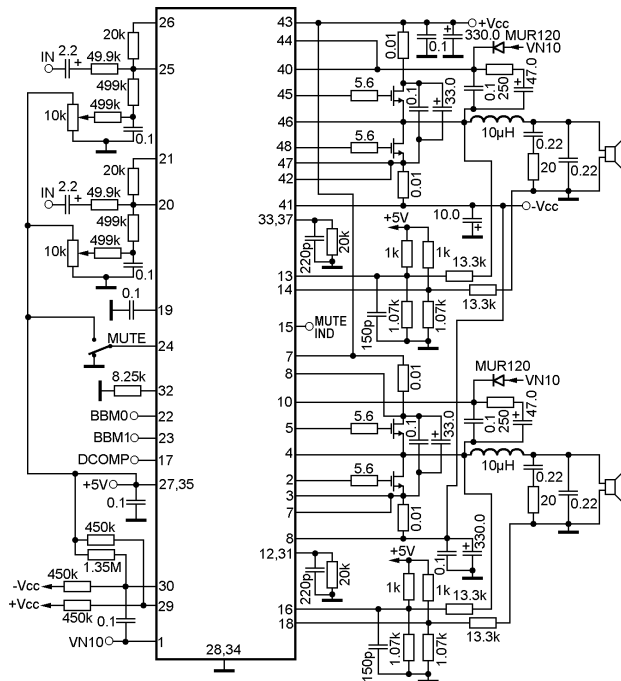 26 43 +Vcc
20k 44 0.01 0.1 330.0 MUR120
IN 2.2 + 49.9k 25 40 VN10
499k 45 5.6 0.1 33.0 0.1 250 47.0
10k 499k 46 10µH
0.1 48 5.6 0.22
21 47 20 0.22
20k 42 0.01
IN 2.2 + 49.9k 20 41 10.0 -Vcc
499k 33,37 +5V
10k 499k 220p 20k 1k 1k
0.1 13 13.3k
14 13.3k
0.1 19 15 MUTE IND
150p 1.07k 1.07k
MUTE 24 7
8 0.01 MUR120
8.25k 32 10 VN10
BBM0 22 5 5.6 0.1 33.0 0.1 250 47.0
BBM1 23 4 10µH
DCOMP 17 2 5.6 0.22
+5V 27,35 3 20 0.22
0.1 7 0.01
450k 8 0.1 330.0
1.35M 12,31 +5V
-Vcc 450k 30 220p 20k 1k 1k
+Vcc 450k 29 16 13.3k
0.1 18 13.3k
VN10 1 28,34 150p 1.07k 1.07k